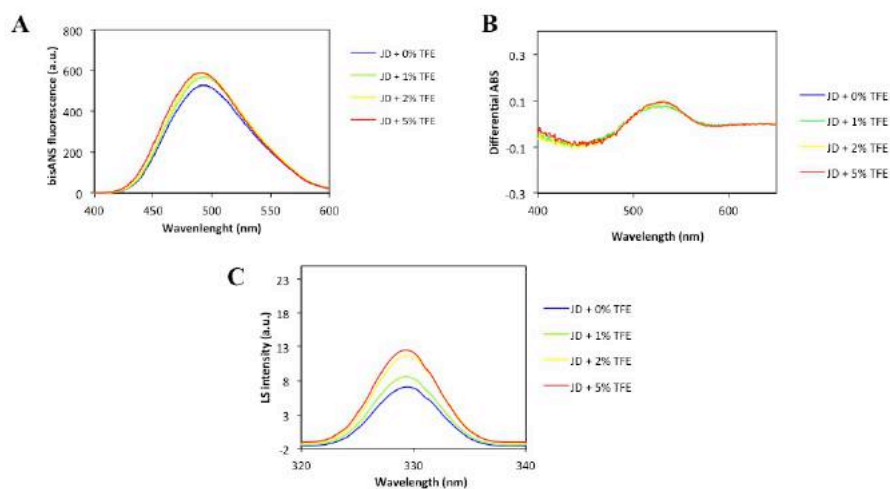 A
800
600
400
200
0
400
450
500
550
600
bisANS fluorescence (a.u.)
Wavenlenght (nm)
JD + 0% TFE
JD + 1% TFE
JD + 2% TFE
JD + 5% TFE
B
0.3
0.1
-0.1
-0.3
400
500
600
Differential ABS
Wavelength (nm)
JD + 0% TFE
JD + 1% TFE
JD + 2% TFE
JD + 5% TFE
C
23
18
13
8
3
-2
320
330
340
LS intensity (a.u.)
Wavelength (nm)
JD + 0% TFE
JD + 1% TFE
JD + 2% TFE
JD + 5% TFE